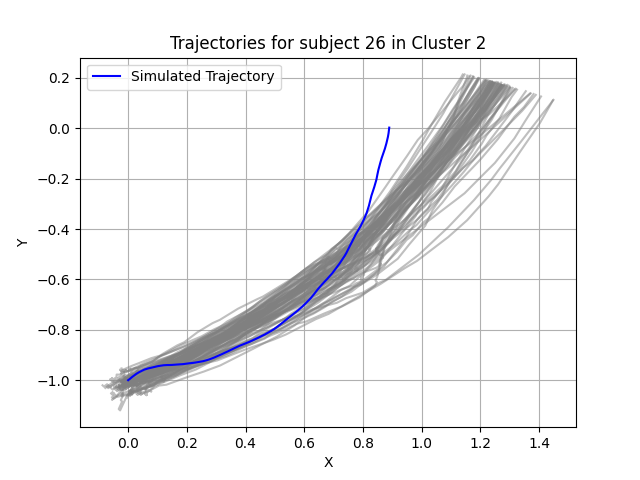 Trajectories for subject 26 in Cluster 2
Simulated Trajectory
0.2
0.0
−0.2
−0.4
−0.6
−0.8
−1.0
Y
0.0 0.2 0.4 0.6 0.8 1.0 1.2 1.4
X